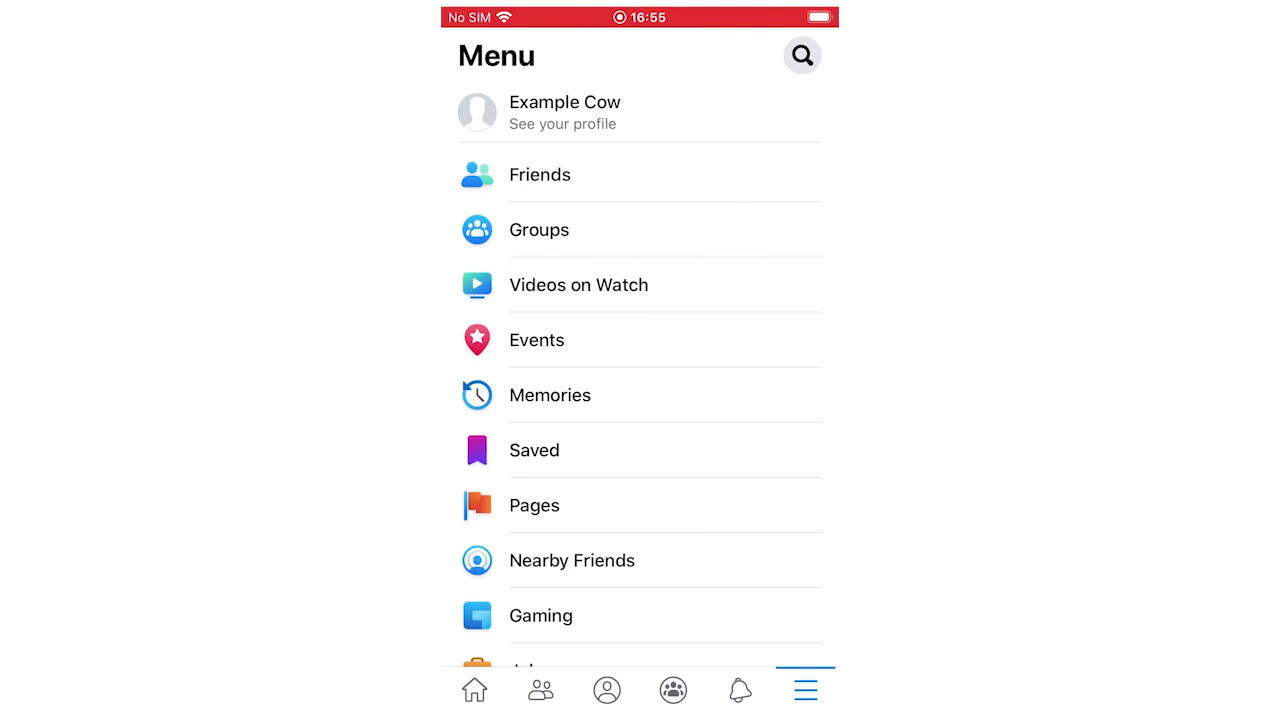 No SIM 16:55
Menu
Example Cow
See your profile
Friends
Groups
Videos on Watch
Events
Memories
Saved
Pages
Nearby Friends
Gaming